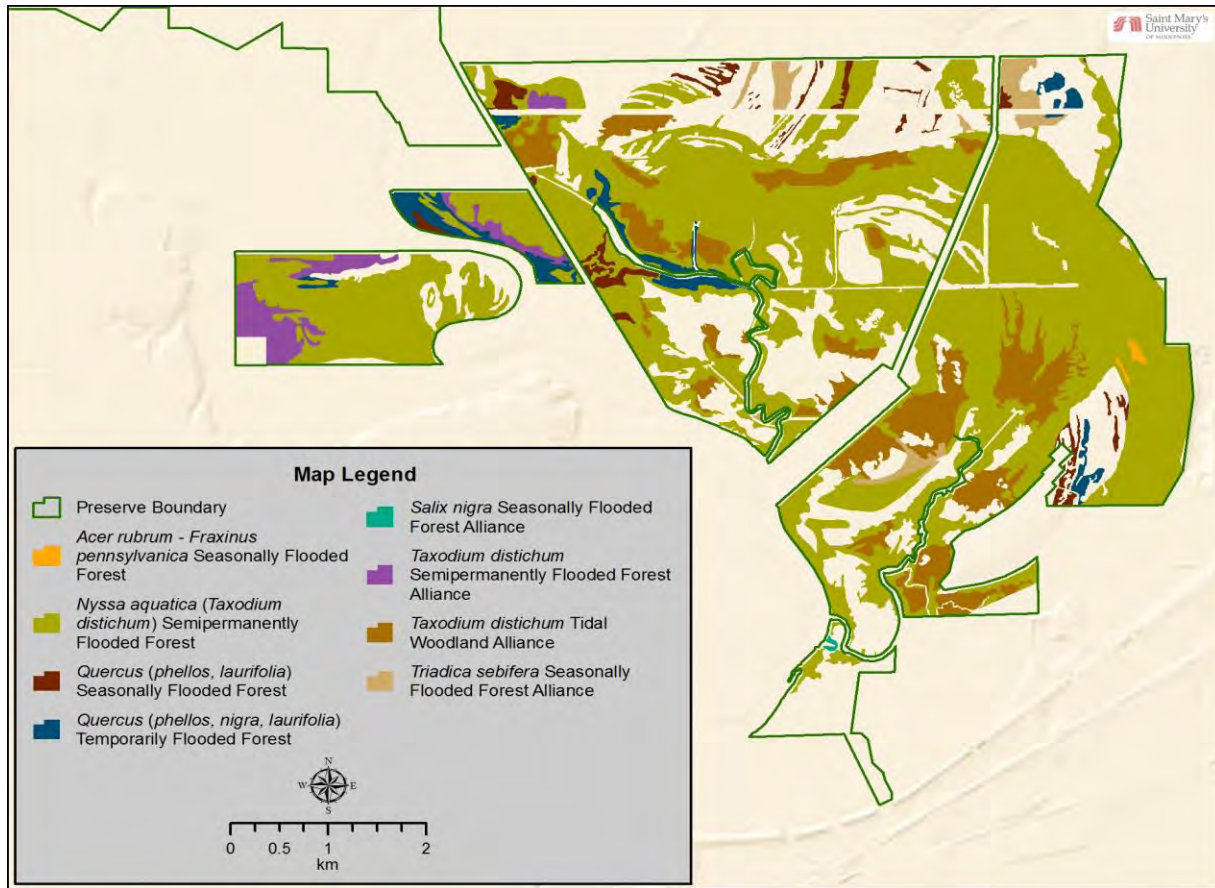 Saint Mary's
University
OF MINNESOTA
Map Legend
Preserve Boundary
Acer rubrum - Fraxinus
pennsylvanica Seasonally Flooded
Forest
Nyssa aquatica (Taxodium
distichum) Semipermanently
Flooded Forest
Quercus (phellos, laurifolia)
Seasonally Flooded Forest
Quercus (phellos, nigra, laurifolia)
Temporarily Flooded Forest
Salix nigra Seasonally Flooded
Forest Alliance
Taxodium distichum
Semipermanently Flooded Forest
Alliance
Taxodium distichum Tidal
Woodland Alliance
Triadica sebifera Seasonally
Flooded Forest Alliance
N
W E
S
0 0.5 1 2
km